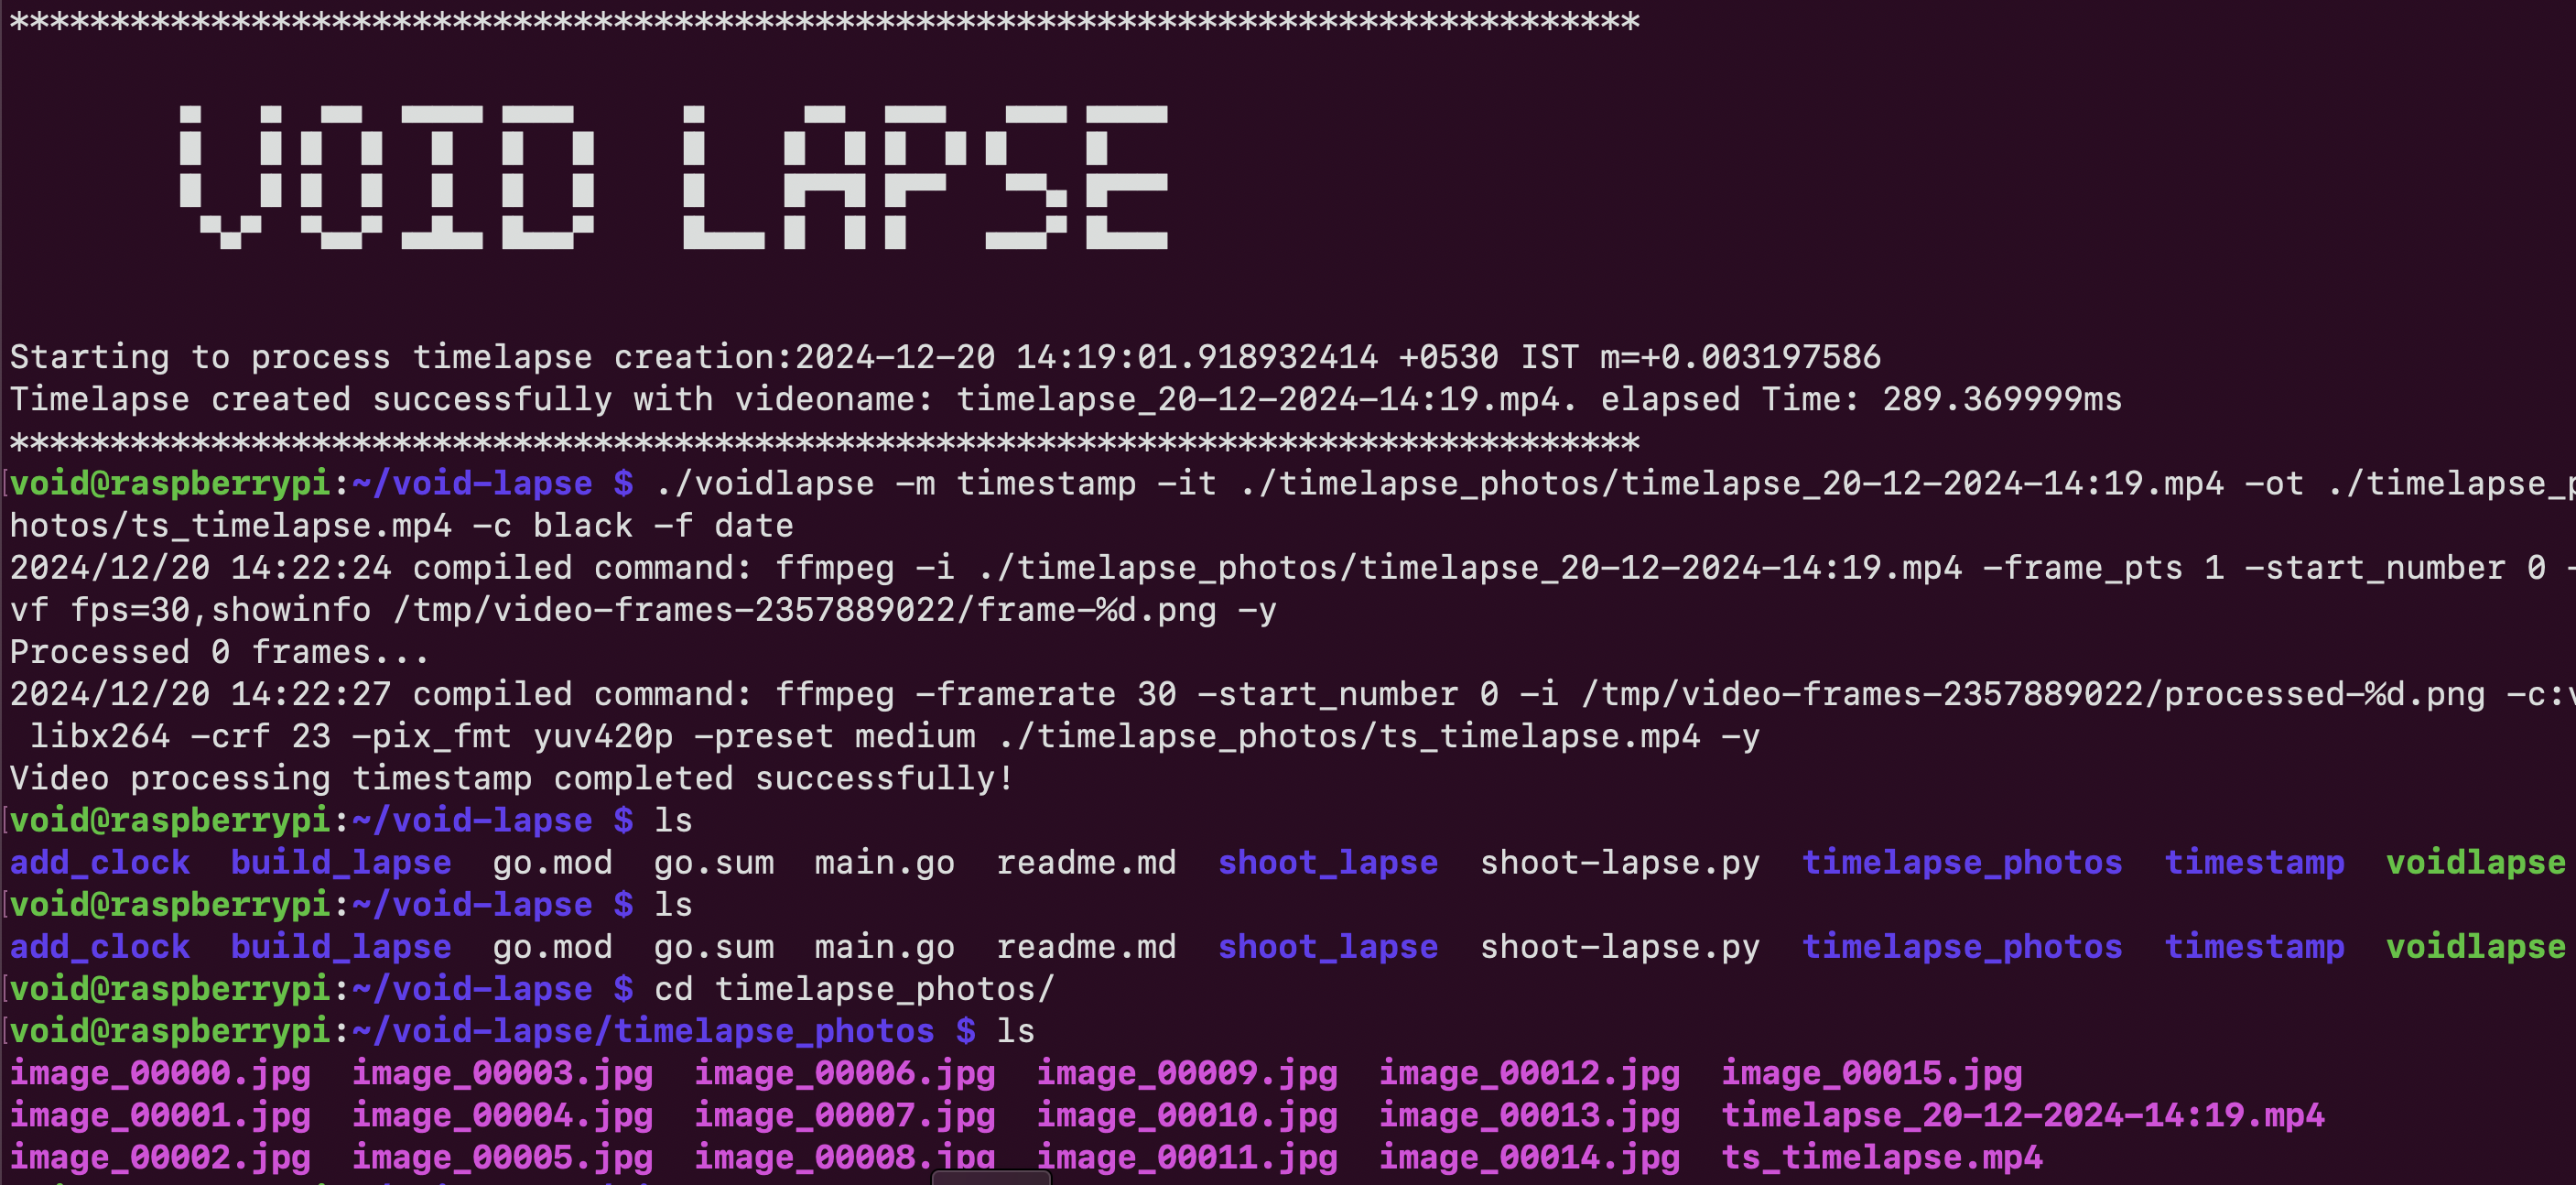 *********************************************************************************
VOID LAPSE
Starting to process timelapse creation:2024-12-20 14:19:01.918932414 +0530 IST m=+0.003197586
Timelapse created successfully with videoname: timelapse_20-12-2024-14:19.mp4. elapsed Time: 289.369999ms
*********************************************************************************
void@raspberrypi:~/void-lapse $ ./voidlapse -m timestamp -it ./timelapse_photos/timelapse_20-12-2024-14:19.mp4 -ot ./timelapse_p
hotos/ts_timelapse.mp4 -c black -f date
2024/12/20 14:22:24 compiled command: ffmpeg -i ./timelapse_photos/timelapse_20-12-2024-14:19.mp4 -frame_pts 1 -start_number 0 -
vf fps=30,showinfo /tmp/video-frames-2357889022/frame-%d.png -y
Processed 0 frames...
2024/12/20 14:22:27 compiled command: ffmpeg -framerate 30 -start_number 0 -i /tmp/video-frames-2357889022/processed-%d.png -c:v
 libx264 -crf 23 -pix_fmt yuv420p -preset medium ./timelapse_photos/ts_timelapse.mp4 -y
Video processing timestamp completed successfully!
void@raspberrypi:~/void-lapse $ ls
add_clock  build_lapse  go.mod  go.sum  main.go  readme.md  shoot_lapse  shoot-lapse.py  timelapse_photos  timestamp  voidlapse
void@raspberrypi:~/void-lapse $ ls
add_clock  build_lapse  go.mod  go.sum  main.go  readme.md  shoot_lapse  shoot-lapse.py  timelapse_photos  timestamp  voidlapse
void@raspberrypi:~/void-lapse $ cd timelapse_photos/
void@raspberrypi:~/void-lapse/timelapse_photos $ ls
image_00000.jpg  image_00003.jpg  image_00006.jpg  image_00009.jpg  image_00012.jpg  image_00015.jpg
image_00001.jpg  image_00004.jpg  image_00007.jpg  image_00010.jpg  image_00013.jpg  timelapse_20-12-2024-14:19.mp4
image_00002.jpg  image_00005.jpg  image_00008.jpg  image_00011.jpg  image_00014.jpg  ts_timelapse.mp4